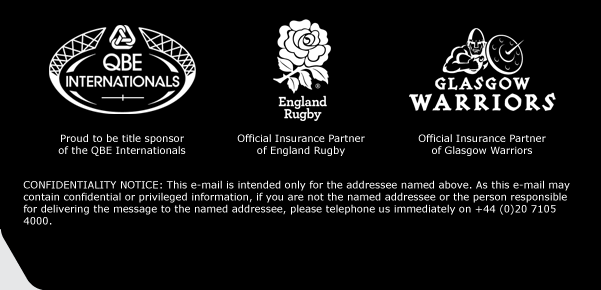 QBE
INTERNATIONALS
England
Rugby
®
GLASGOW
WARRIORS
Proud to be title sponsor
of the QBE Internationals
Official Insurance Partner
of England Rugby
Official Insurance Partner
of Glasgow Warriors
CONFIDENTIALITY NOTICE: This e-mail is intended only for the addressee named above. As this e-mail may
contain confidential or privileged information, if you are not the named addressee or the person responsible
for delivering the message to the named addressee, please telephone us immediately on +44 (0)20 7105
4000.